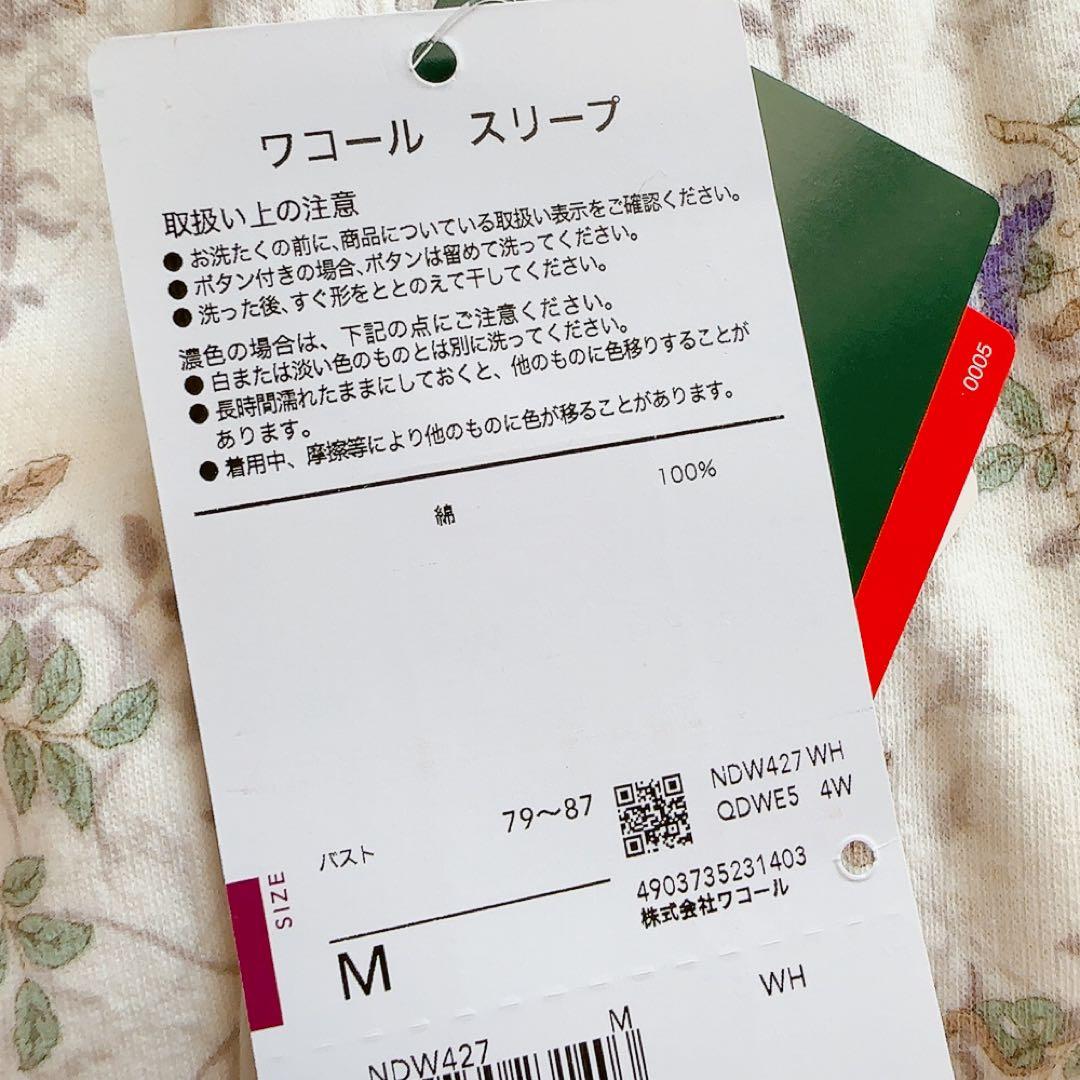 ワコール スリープ
取扱い上の注意
●お洗たくの前に、商品についている取扱い表示をご確認ください。
●ボタン付きの場合、ボタンは留めて洗ってください。
●洗った後、すぐ形をととのえて干してください。
濃色の場合は、下記の点にご注意ください。
●白または淡い色のものとは別に洗ってください。
●長時間濡れたままにしておくと、他のものに色移りすることが
あります。
●着用中、摩擦等により他のものに色が移ることがあります。
綿 100%
0005
NDW427 WH
QDWE5 4W
バスト 79～87
4903735231403
株式会社ワコール
SIZE
M
WH
NDW427 M